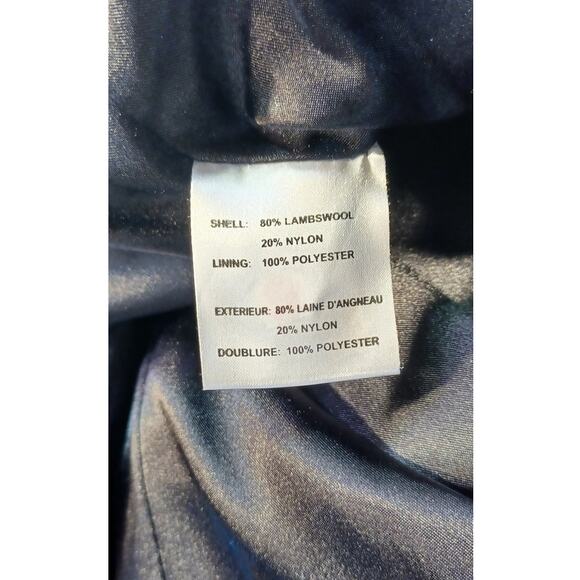 SHELL: 80% LAMBSWOOL
20% NYLON
LINING: 100% POLYESTER
EXTERIEUR: 80% LAINE D'ANGNEAU
20% NYLON
DOUBLURE: 100% POLYESTER